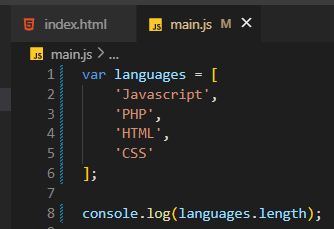 index.html main.js M ×
JS main.js > ...
1 var languages = [
2     'Javascript',
3     'PHP',
4     'HTML',
5     'CSS'
6 ];
7
8 console.log(languages.length);